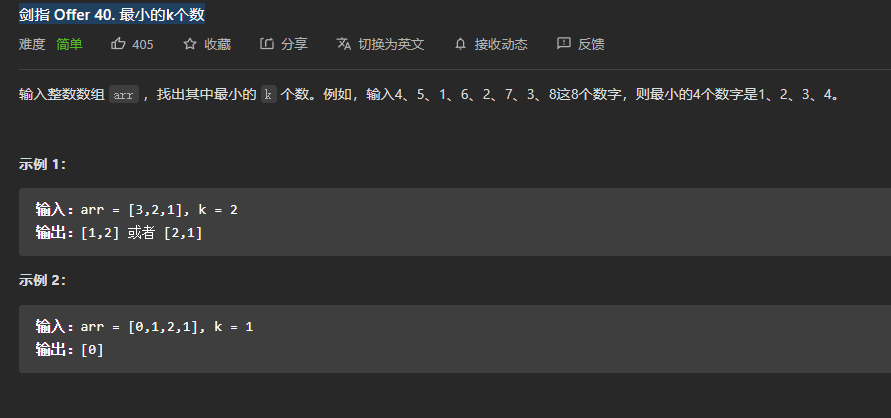 剑指 Offer 40. 最小的k个数
难度 简单 405 收藏 分享 切换为英文 接收动态 反馈
输入整数数组 arr ，找出其中最小的 k 个数。例如，输入4、5、1、6、2、7、3、8这8个数字，则最小的4个数字是1、2、3、4。
示例 1：
输入：arr = [3,2,1], k = 2
输出：[1,2] 或者 [2,1]
示例 2：
输入：arr = [0,1,2,1], k = 1
输出：[0]